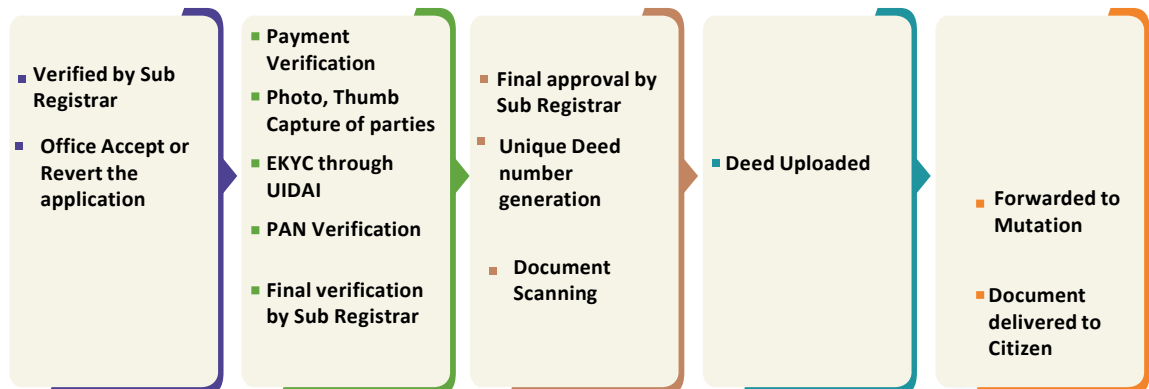 Verified by Sub
Registrar
Office Accept or
Revert the
application
Payment
Verification
Photo, Thumb
Capture of parties
EKYC through
UIDAI
PAN Verification
Final verification
by Sub Registrar
Final approval by
Sub Registrar
Unique Deed
number
generation
Document
Scanning
Deed Uploaded
Forwarded to
Mutation
Document
delivered to
Citizen